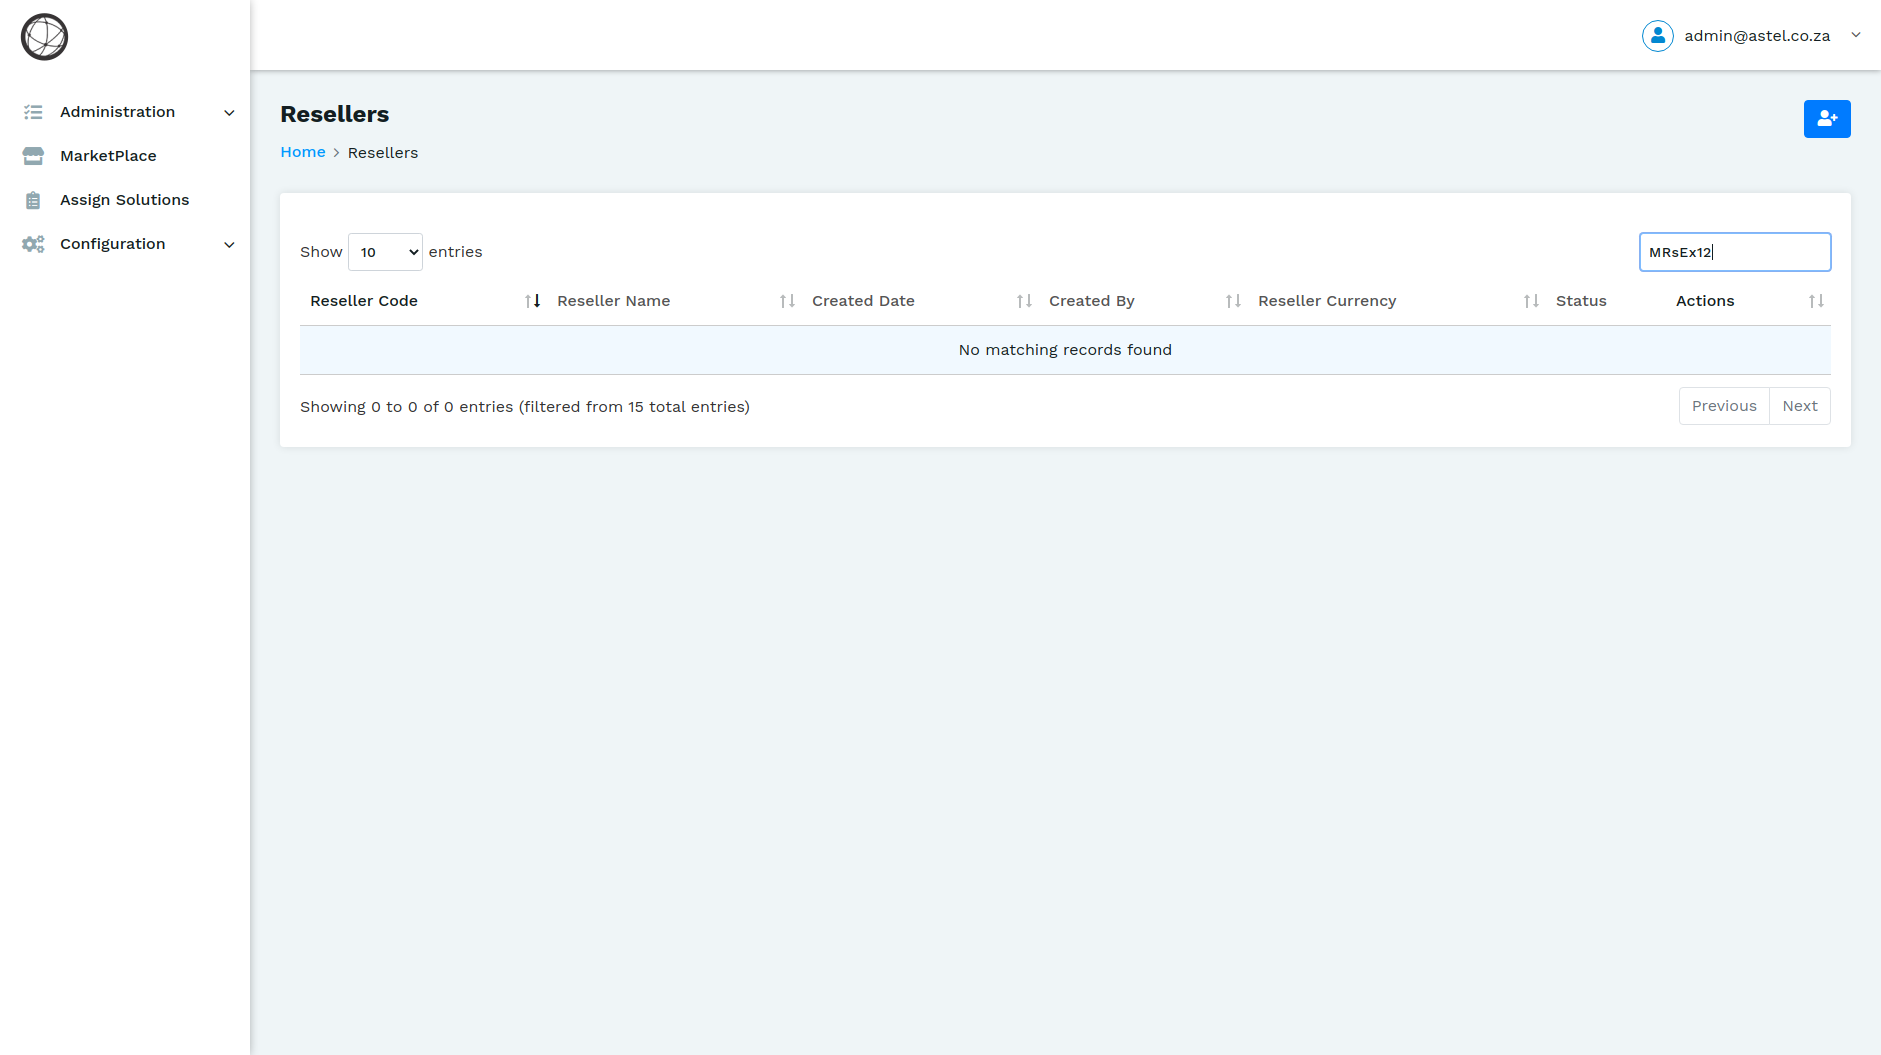 admin@astel.co.za
Administration
MarketPlace
Assign Solutions
Configuration
Resellers
Home > Resellers
Show 10 entries
MRsEx12
Reseller Code Reseller Name Created Date Created By Reseller Currency Status Actions
No matching records found
Showing 0 to 0 of 0 entries (filtered from 15 total entries)
Previous Next